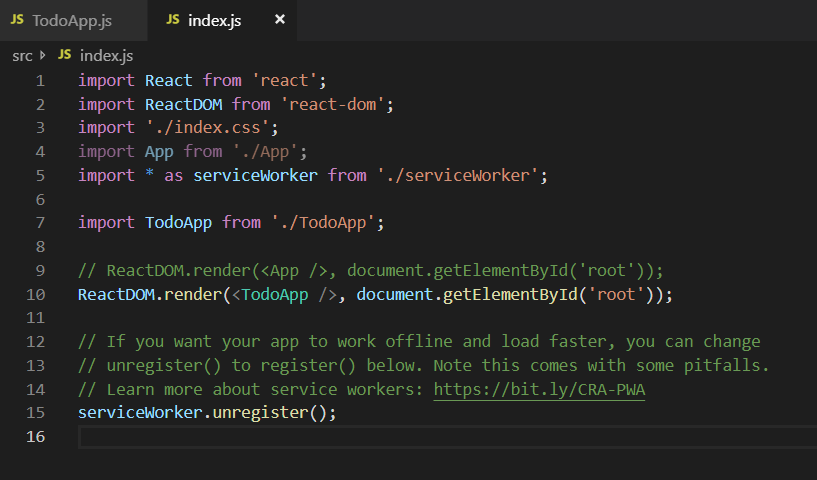 JS TodoApp.js JS index.js ×
src JS index.js
1 import React from 'react';
2 import ReactDOM from 'react-dom';
3 import './index.css';
4 import App from './App';
5 import * as serviceWorker from './serviceWorker';
6
7 import TodoApp from './TodoApp';
8
9 // ReactDOM.render(<App />, document.getElementById('root'));
10 ReactDOM.render(<TodoApp />, document.getElementById('root'));
11
12 // If you want your app to work offline and load faster, you can change
13 // unregister() to register() below. Note this comes with some pitfalls.
14 // Learn more about service workers: https://bit.ly/CRA-PWA
15 serviceWorker.unregister();
16